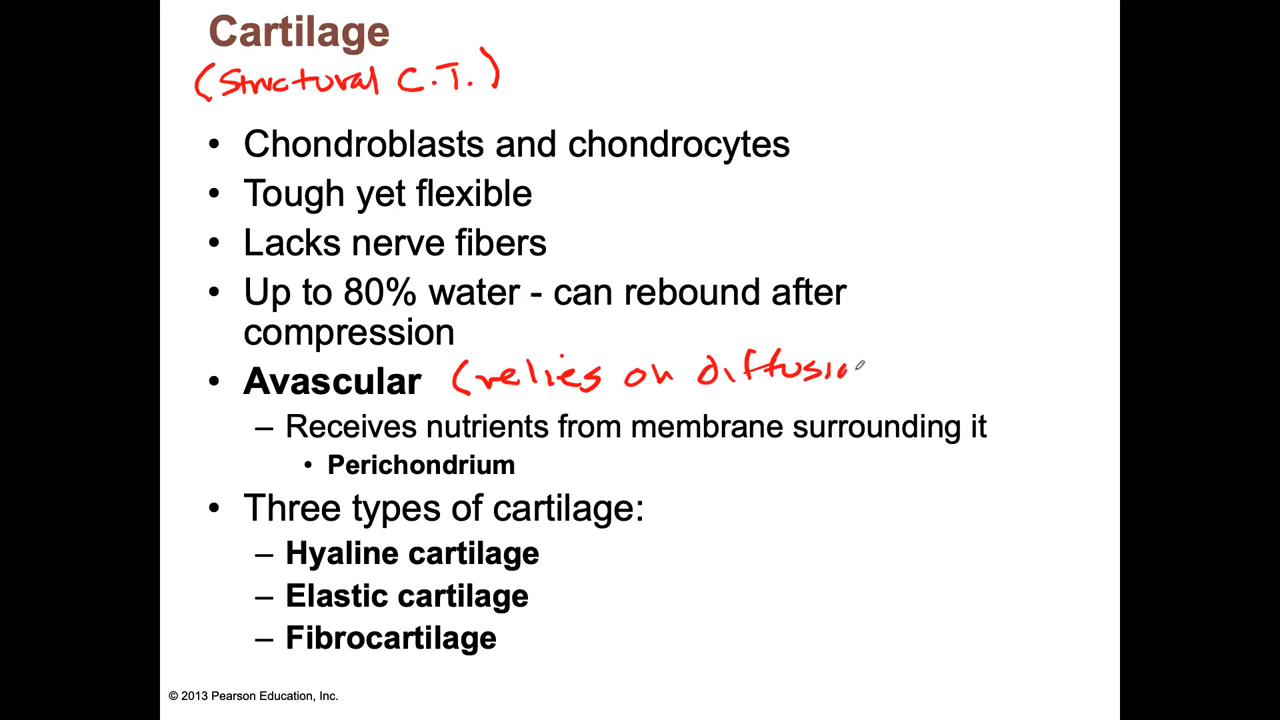 Cartilage
(Structural C.T.)
• Chondroblasts and chondrocytes
• Tough yet flexible
• Lacks nerve fibers
• Up to 80% water - can rebound after
compression
• Avascular (relies on diffusio
– Receives nutrients from membrane surrounding it
• Perichondrium
• Three types of cartilage:
– Hyaline cartilage
– Elastic cartilage
– Fibrocartilage
© 2013 Pearson Education, Inc.